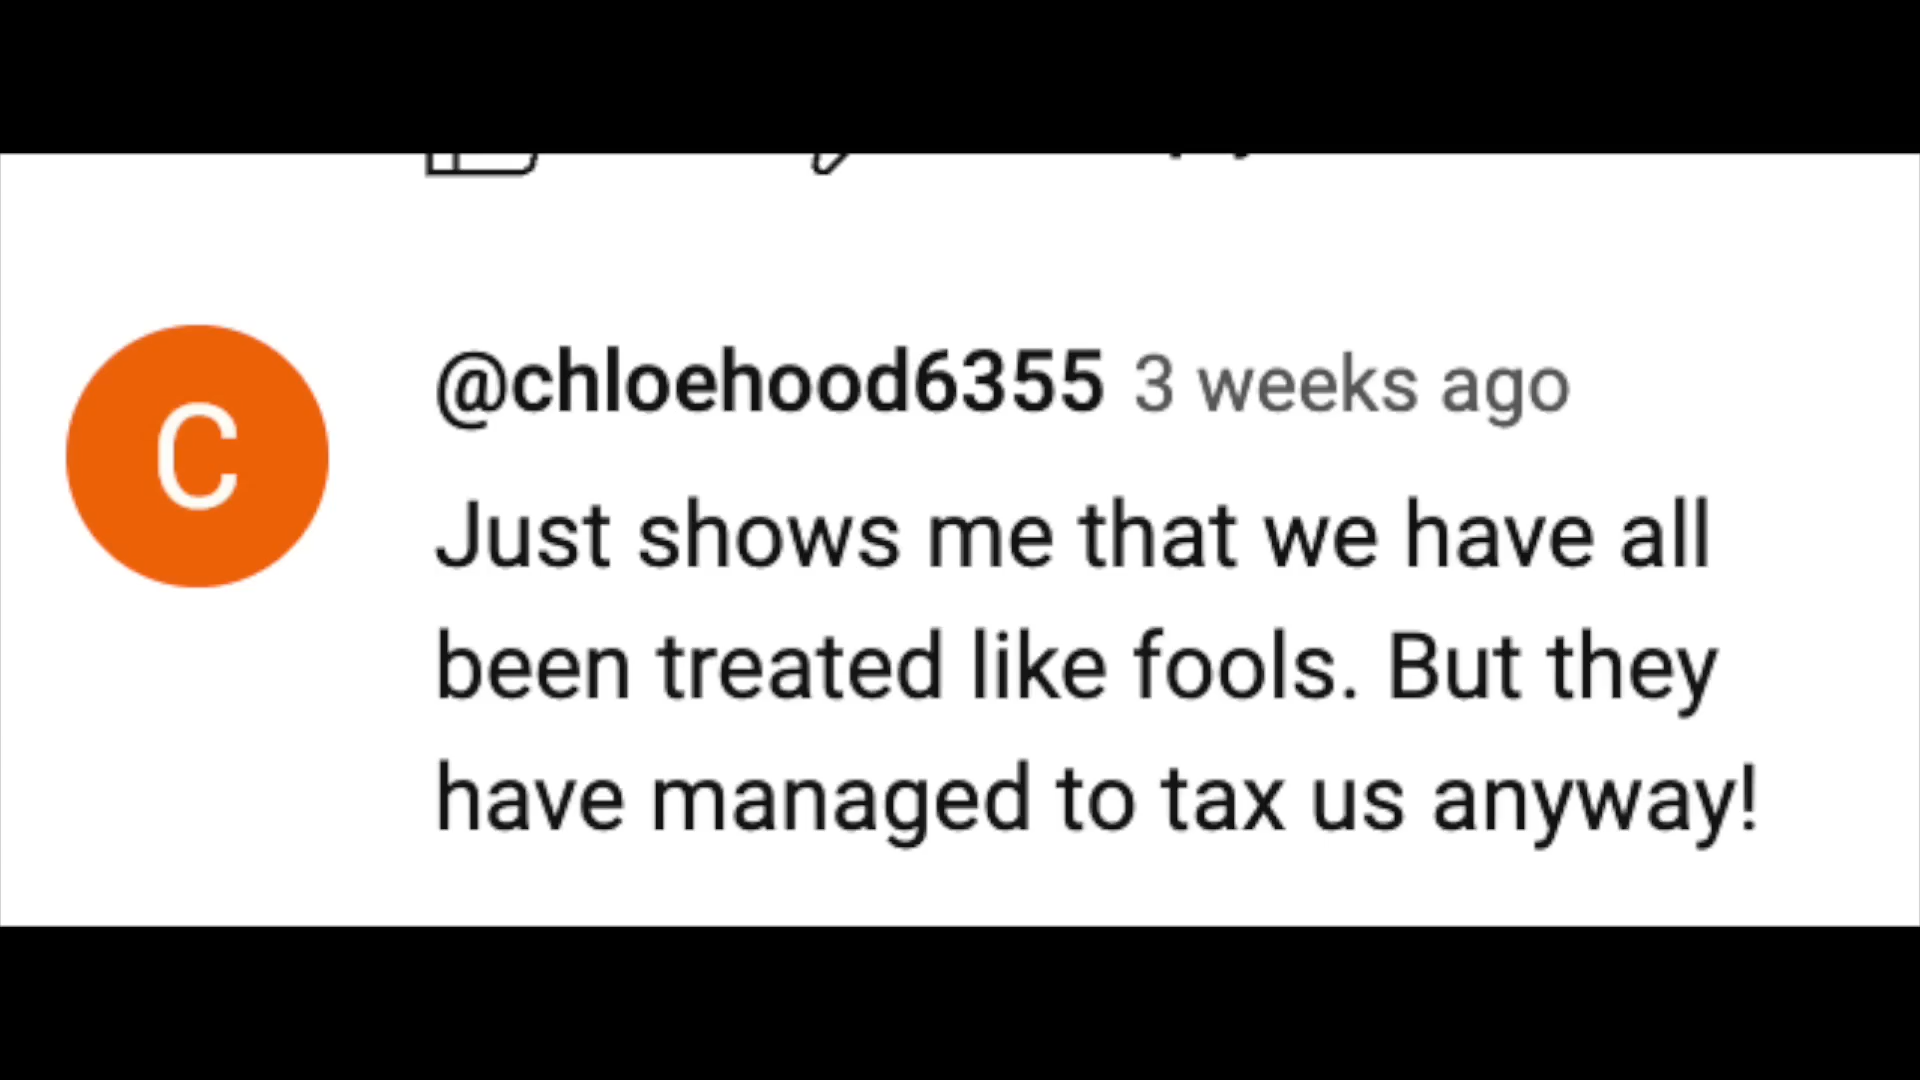 C
@chloehood6355 3 weeks ago
Just shows me that we have all
been treated like fools. But they
have managed to tax us anyway!